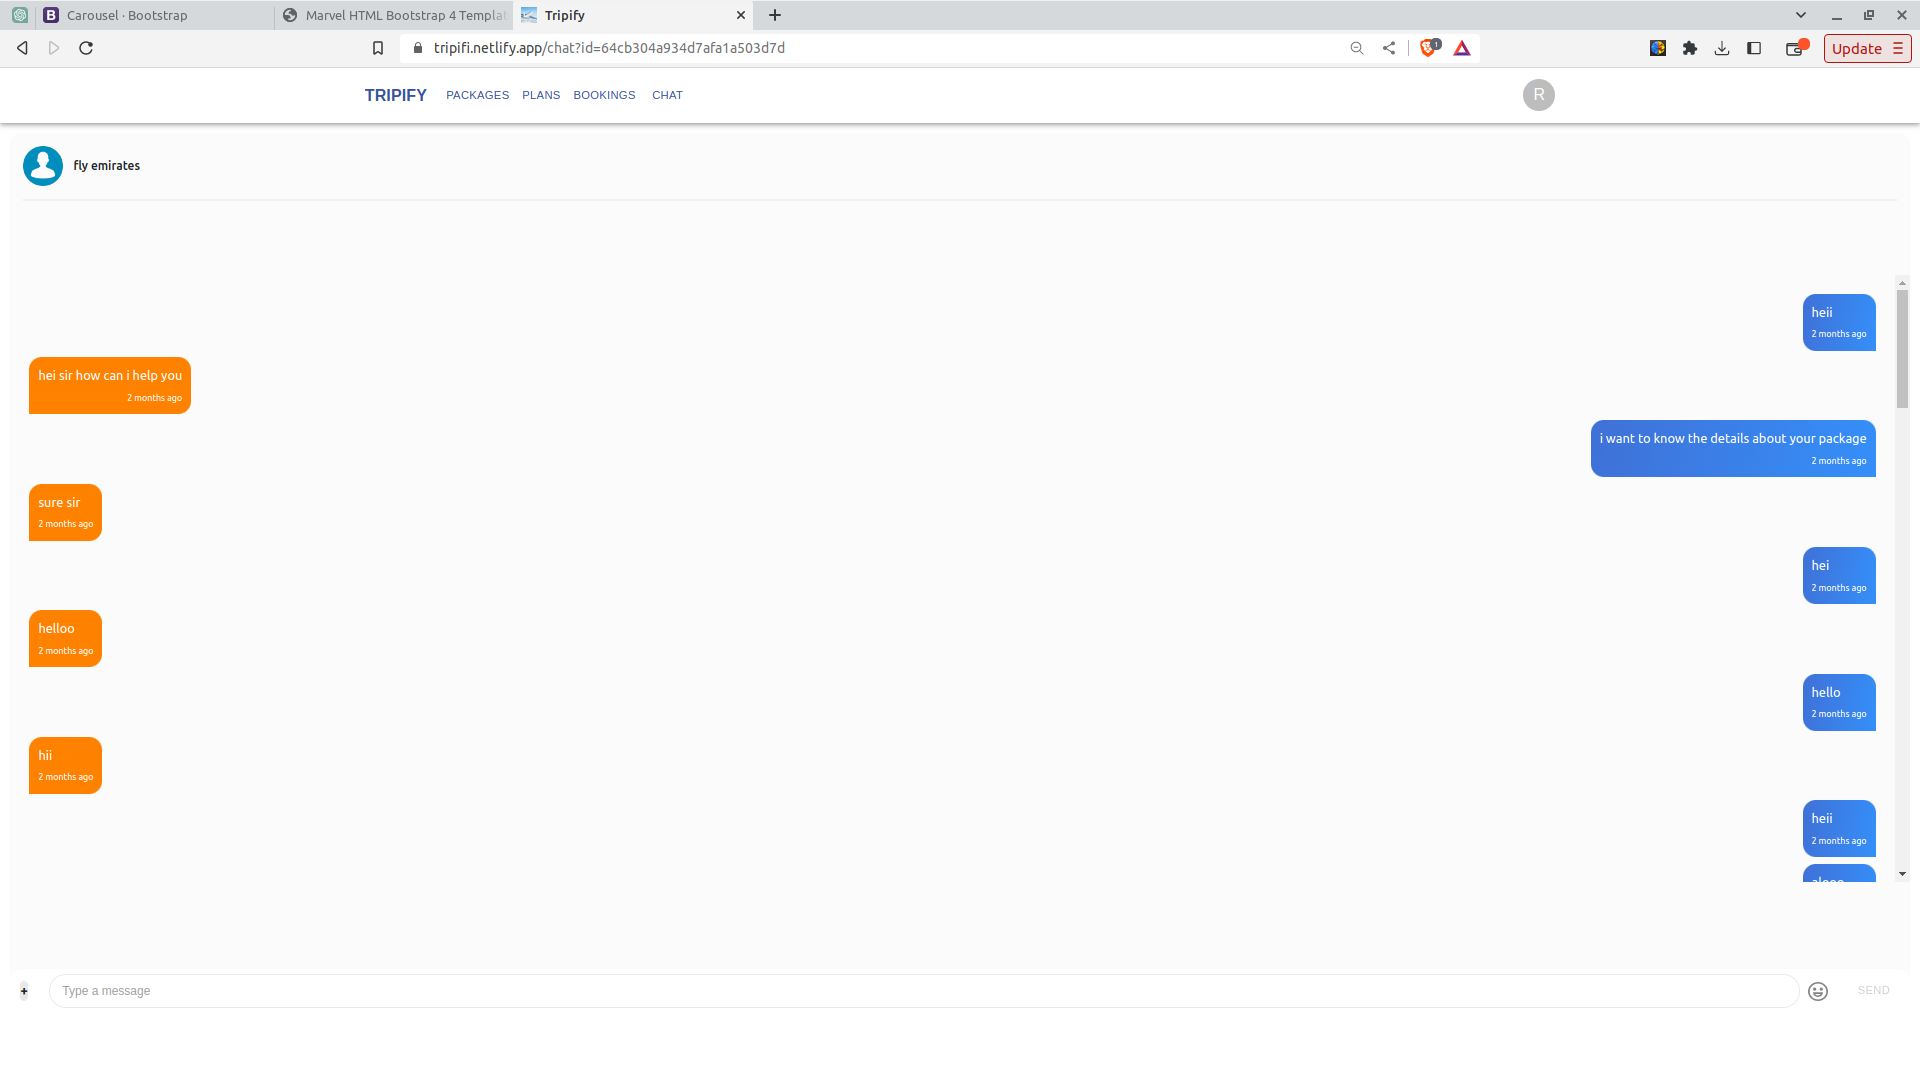 Carousel · Bootstrap
Marvel HTML Bootstrap 4 Templat
Tripify
tripifi.netlify.app/chat?id=64cb304a934d7afa1a503d7d
1
Update
TRIPIFY
PACKAGES
PLANS
BOOKINGS
CHAT
R
fly emirates
heii
2 months ago
hei sir how can i help you
2 months ago
i want to know the details about your package
2 months ago
sure sir
2 months ago
hei
2 months ago
helloo
2 months ago
hello
2 months ago
hii
2 months ago
heii
2 months ago
+
Type a message
SEND